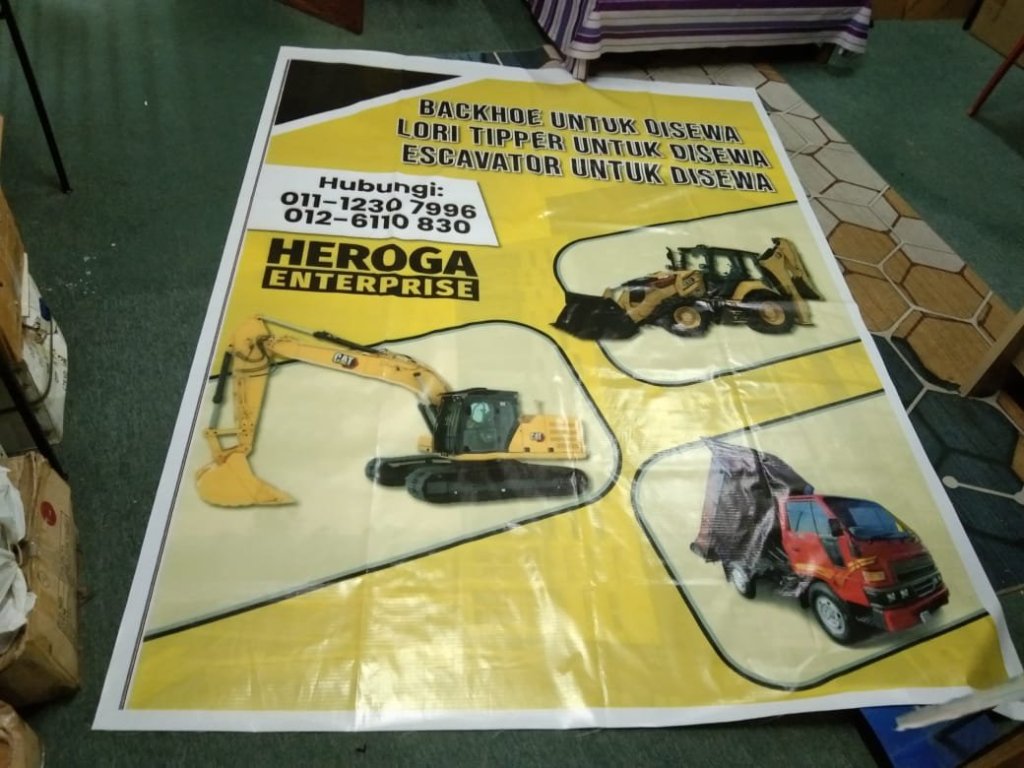 BACKHOE UNTUK DISEWA
LORI TIPPER UNTUK DISEWA
ESCAVATOR UNTUK DISEWA
Hubungi:
011-1230 7996
012-6110 830
HEROGA
ENTERPRISE
CAT
CAT